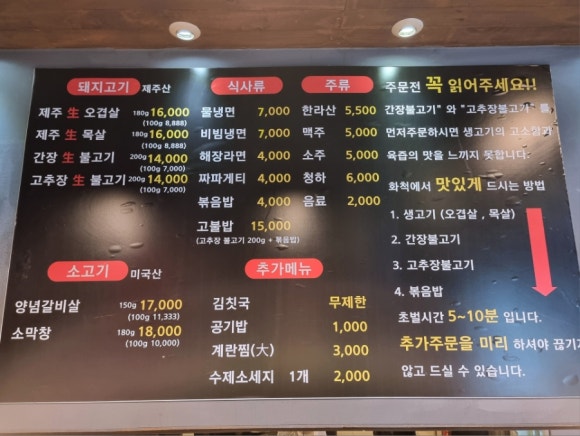 돼지고기 제주산
제주 生 오겹살 180g 16,000
(100g 8,888)
제주 生 목살 180g 16,000
(100g 8,888)
간장 生 불고기 200g 14,000
(100g 7,000)
고추장 生 불고기 200g 14,000
(100g 7,000)
소고기 미국산
양념갈비살 150g 17,000
(100g 11,333)
소막창 180g 18,000
(100g 10,000)
식사류
물냉면 7,000
비빔냉면 7,000
해장라면 4,000
짜파게티 4,000
볶음밥 4,000
고불밥 15,000
(고추장 불고기 200g + 볶음밥)
주류
한라산 5,500
맥주 5,000
소주 5,000
청하 6,000
음료 2,000
추가메뉴
김칫국 무제한
공기밥 1,000
계란찜(大) 3,000
수제소세지 1개 2,000
주문전 꼭 읽어주세요!!
간장불고기" 와 "고추장불고기" 를
먼저주문하시면 생고기의 고소함과
육즙의 맛을 느끼지 못합니다.
화척에서 맛있게 드시는 방법
1. 생고기 (오겹살 , 목살)
2. 간장불고기
3. 고추장불고기
4. 볶음밥
초벌시간 5~10분 입니다.
추가주문을 미리 하셔야 끊기지
않고 드실 수 있습니다.